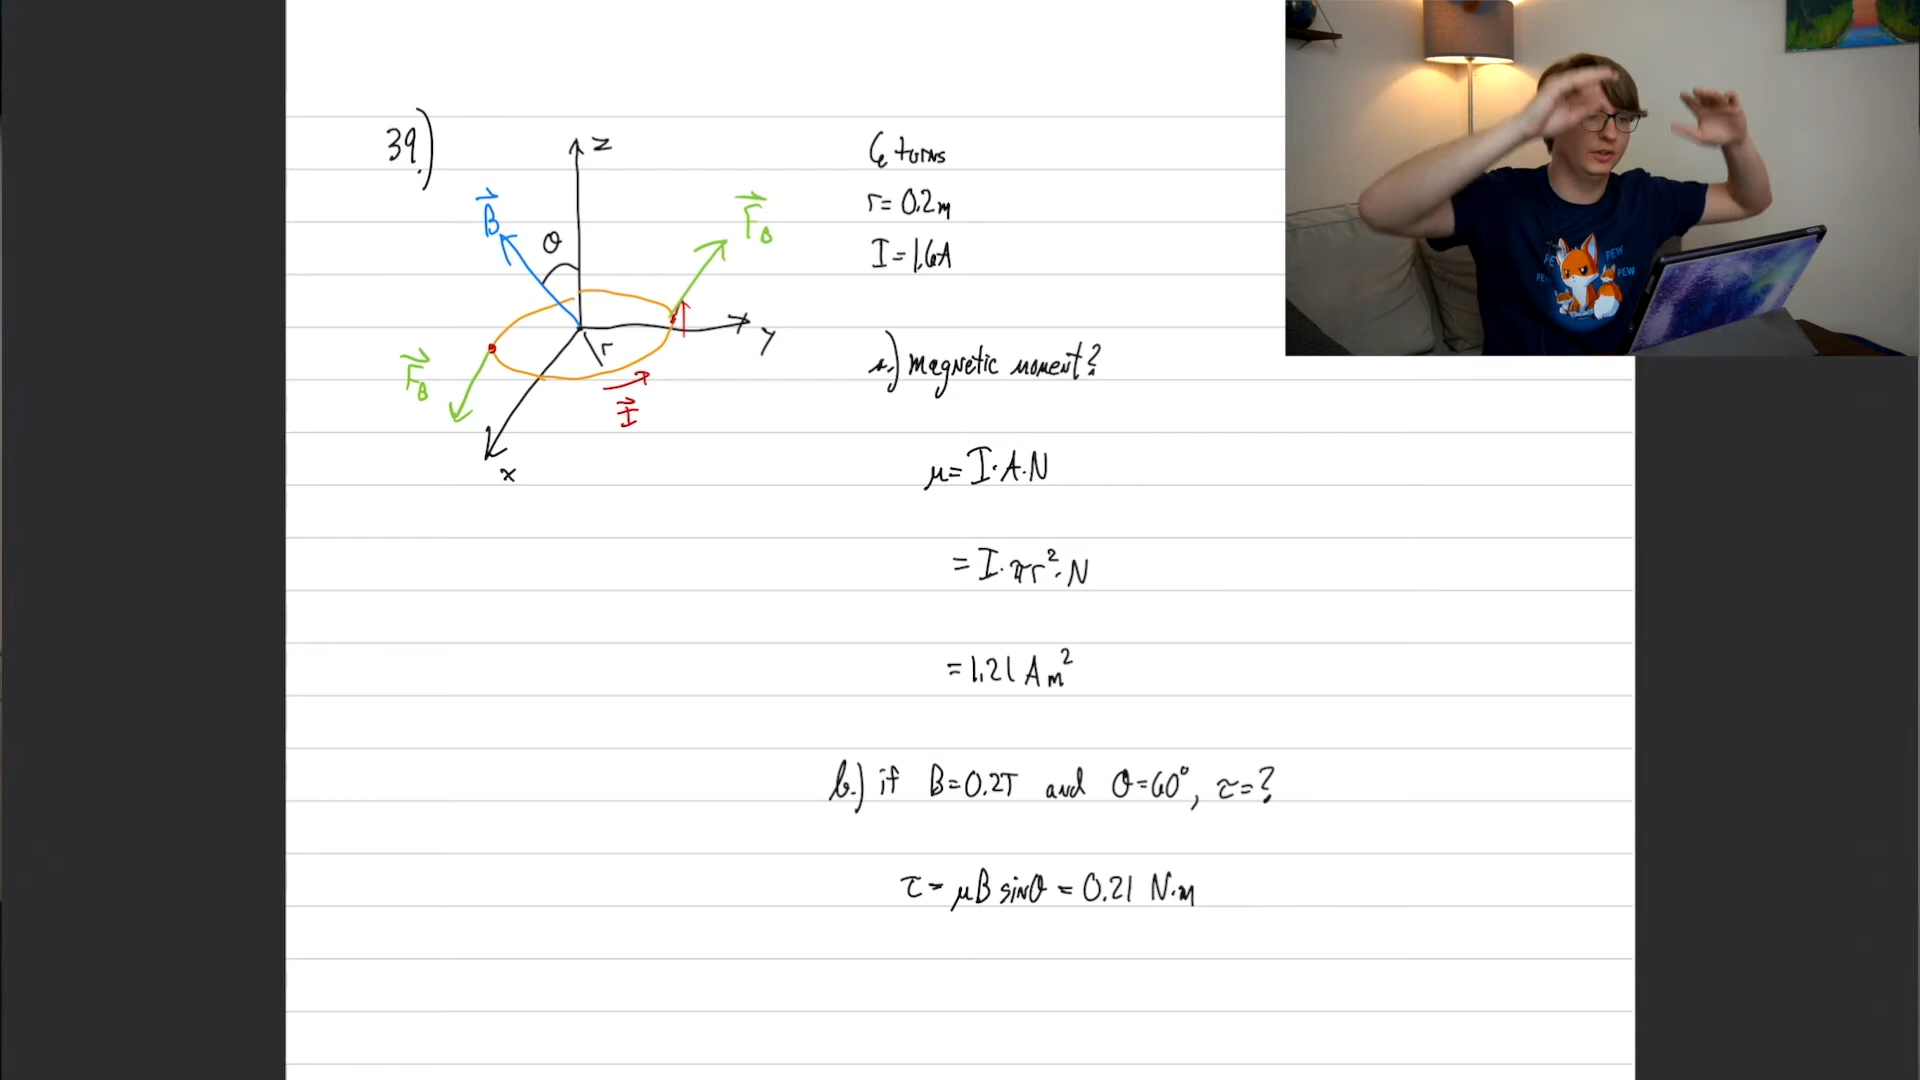 39.)
z
B
θ
F_B
y
r
F_B
I
x
6 turns
r = 0.2m
I = 1.6A
a.) magnetic moment?
μ = I·A·N
= I·πr²·N
= 1.21 Am²
b.) if B=0.2T and θ=60°, τ=?
τ = μB sinθ = 0.21 N·m
PEW
PEW